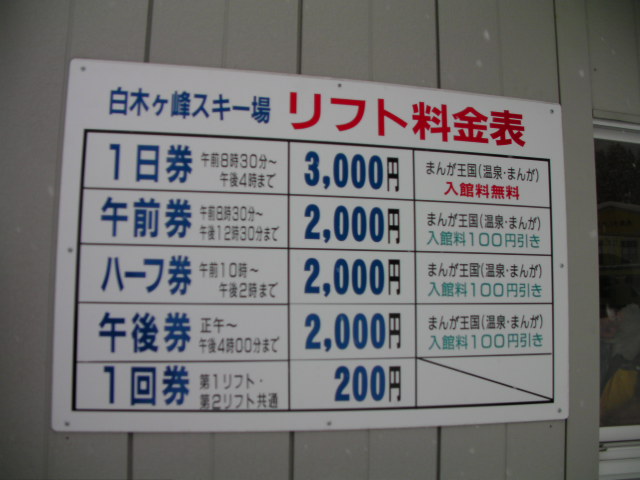 白木ヶ峰スキー場 リフト料金表
1日券 午前8時30分～ 3,000円 まんが王国(温泉・まんが)
午後4時まで 入館料無料
午前券 午前8時30分～ 2,000円 まんが王国(温泉・まんが)
午後12時30分まで 入館料100円引き
ハーフ券 午前10時～ 2,000円 まんが王国(温泉・まんが)
午後2時まで 入館料100円引き
午後券 正午～ 2,000円 まんが王国(温泉・まんが)
午後4時00分まで 入館料100円引き
1回券 第1リフト・ 200円
第2リフト共通